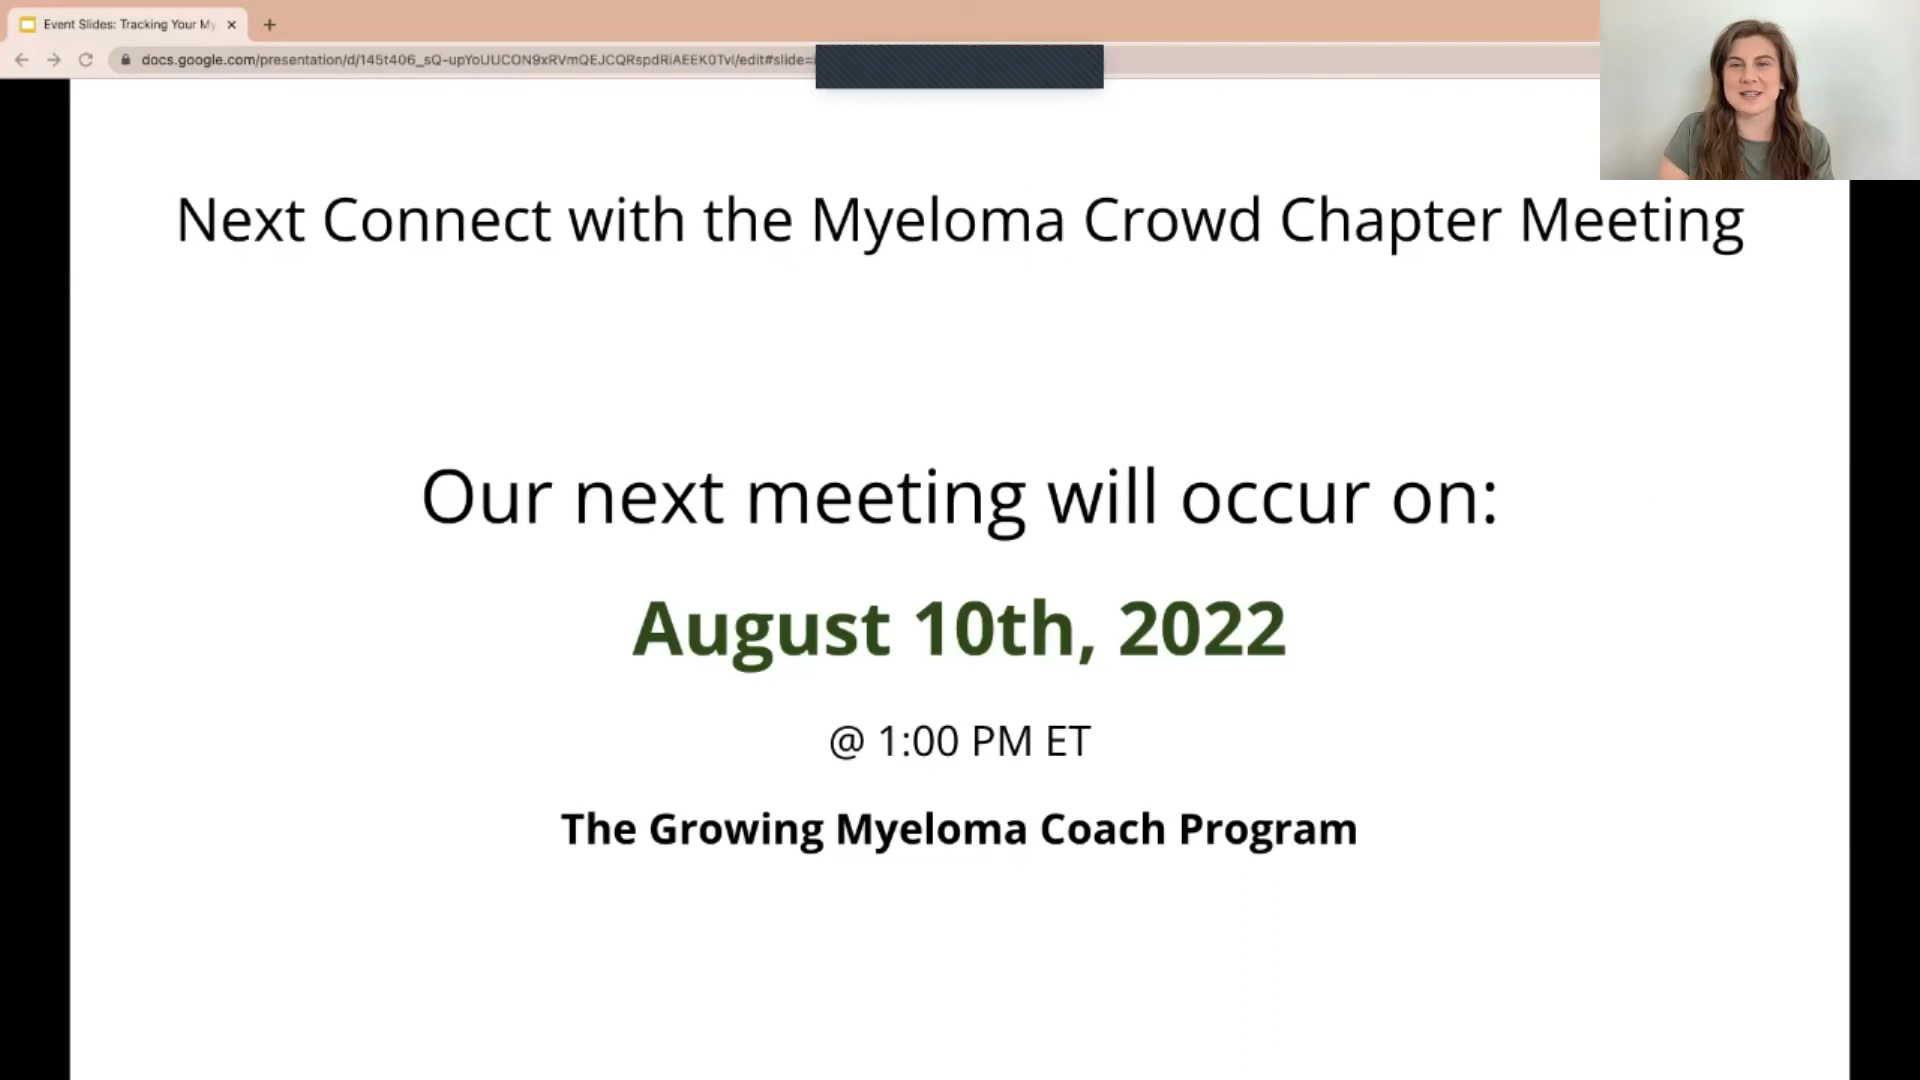 Event Slides: Tracking Your My
docs.google.com/presentation/d/145t406_sQ-upYoUUCON9xRVmQEJCQRspdRiAEEK0TvI/edit#slide=
Next Connect with the Myeloma Crowd Chapter Meeting
Our next meeting will occur on:
August 10th, 2022
@ 1:00 PM ET
The Growing Myeloma Coach Program